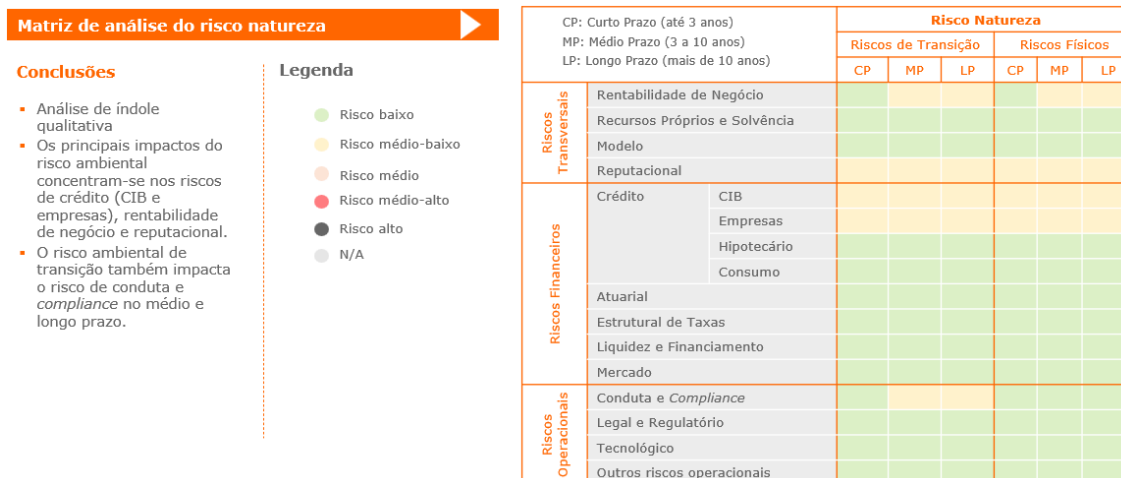 Matriz de análise do risco natureza
Conclusões
▪ Análise de índole
qualitativa
▪ Os principais impactos do
risco ambiental
concentram-se nos riscos
de crédito (CIB e
empresas), rentabilidade
de negócio e reputacional.
▪ O risco ambiental de
transição também impacta
o risco de conduta e
compliance no médio e
longo prazo.
Legenda
Risco baixo
Risco médio-baixo
Risco médio
Risco médio-alto
Risco alto
N/A
CP: Curto Prazo (até 3 anos)
MP: Médio Prazo (3 a 10 anos)
LP: Longo Prazo (mais de 10 anos)
Risco Natureza
Riscos de Transição Riscos Físicos
CP MP LP CP MP LP
Riscos
Transversais
Rentabilidade de Negócio
Recursos Próprios e Solvência
Modelo
Reputacional
Riscos Financeiros
Crédito CIB
Empresas
Hipotecário
Consumo
Atuarial
Estrutural de Taxas
Liquidez e Financiamento
Mercado
Riscos
Operacionais
Conduta e Compliance
Legal e Regulatório
Tecnológico
Outros riscos operacionais